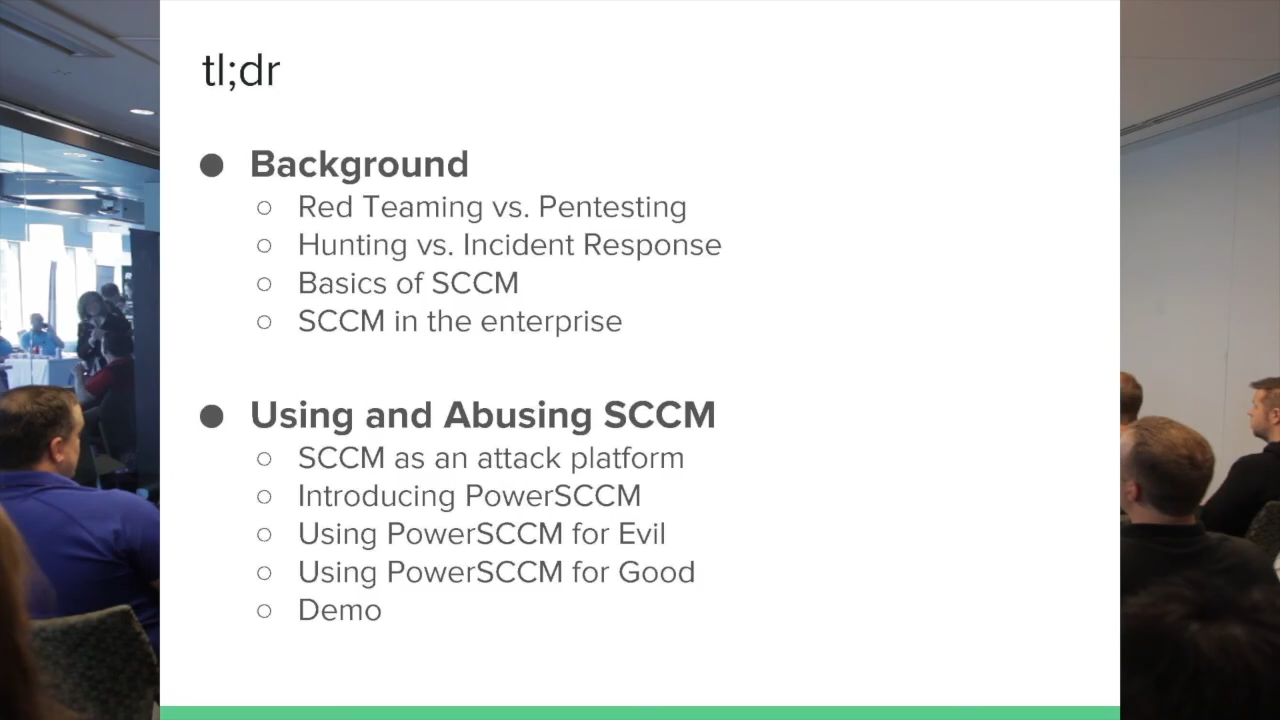 tl;dr
● Background
○ Red Teaming vs. Pentesting
○ Hunting vs. Incident Response
○ Basics of SCCM
○ SCCM in the enterprise
● Using and Abusing SCCM
○ SCCM as an attack platform
○ Introducing PowerSCCM
○ Using PowerSCCM for Evil
○ Using PowerSCCM for Good
○ Demo